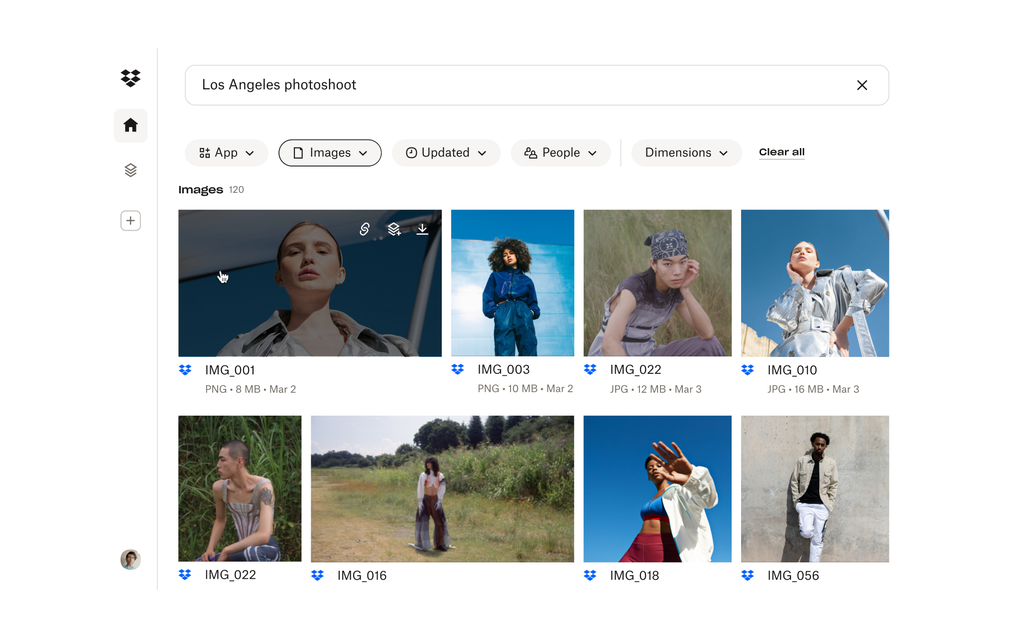 Los Angeles photoshoot
App
Images
Updated
People
Dimensions
Clear all
Images 120
IMG_001
PNG • 8 MB • Mar 2
IMG_003
PNG • 10 MB • Mar 2
IMG_022
JPG • 12 MB • Mar 3
IMG_010
JPG • 16 MB • Mar 3
IMG_022
IMG_016
IMG_018
IMG_056